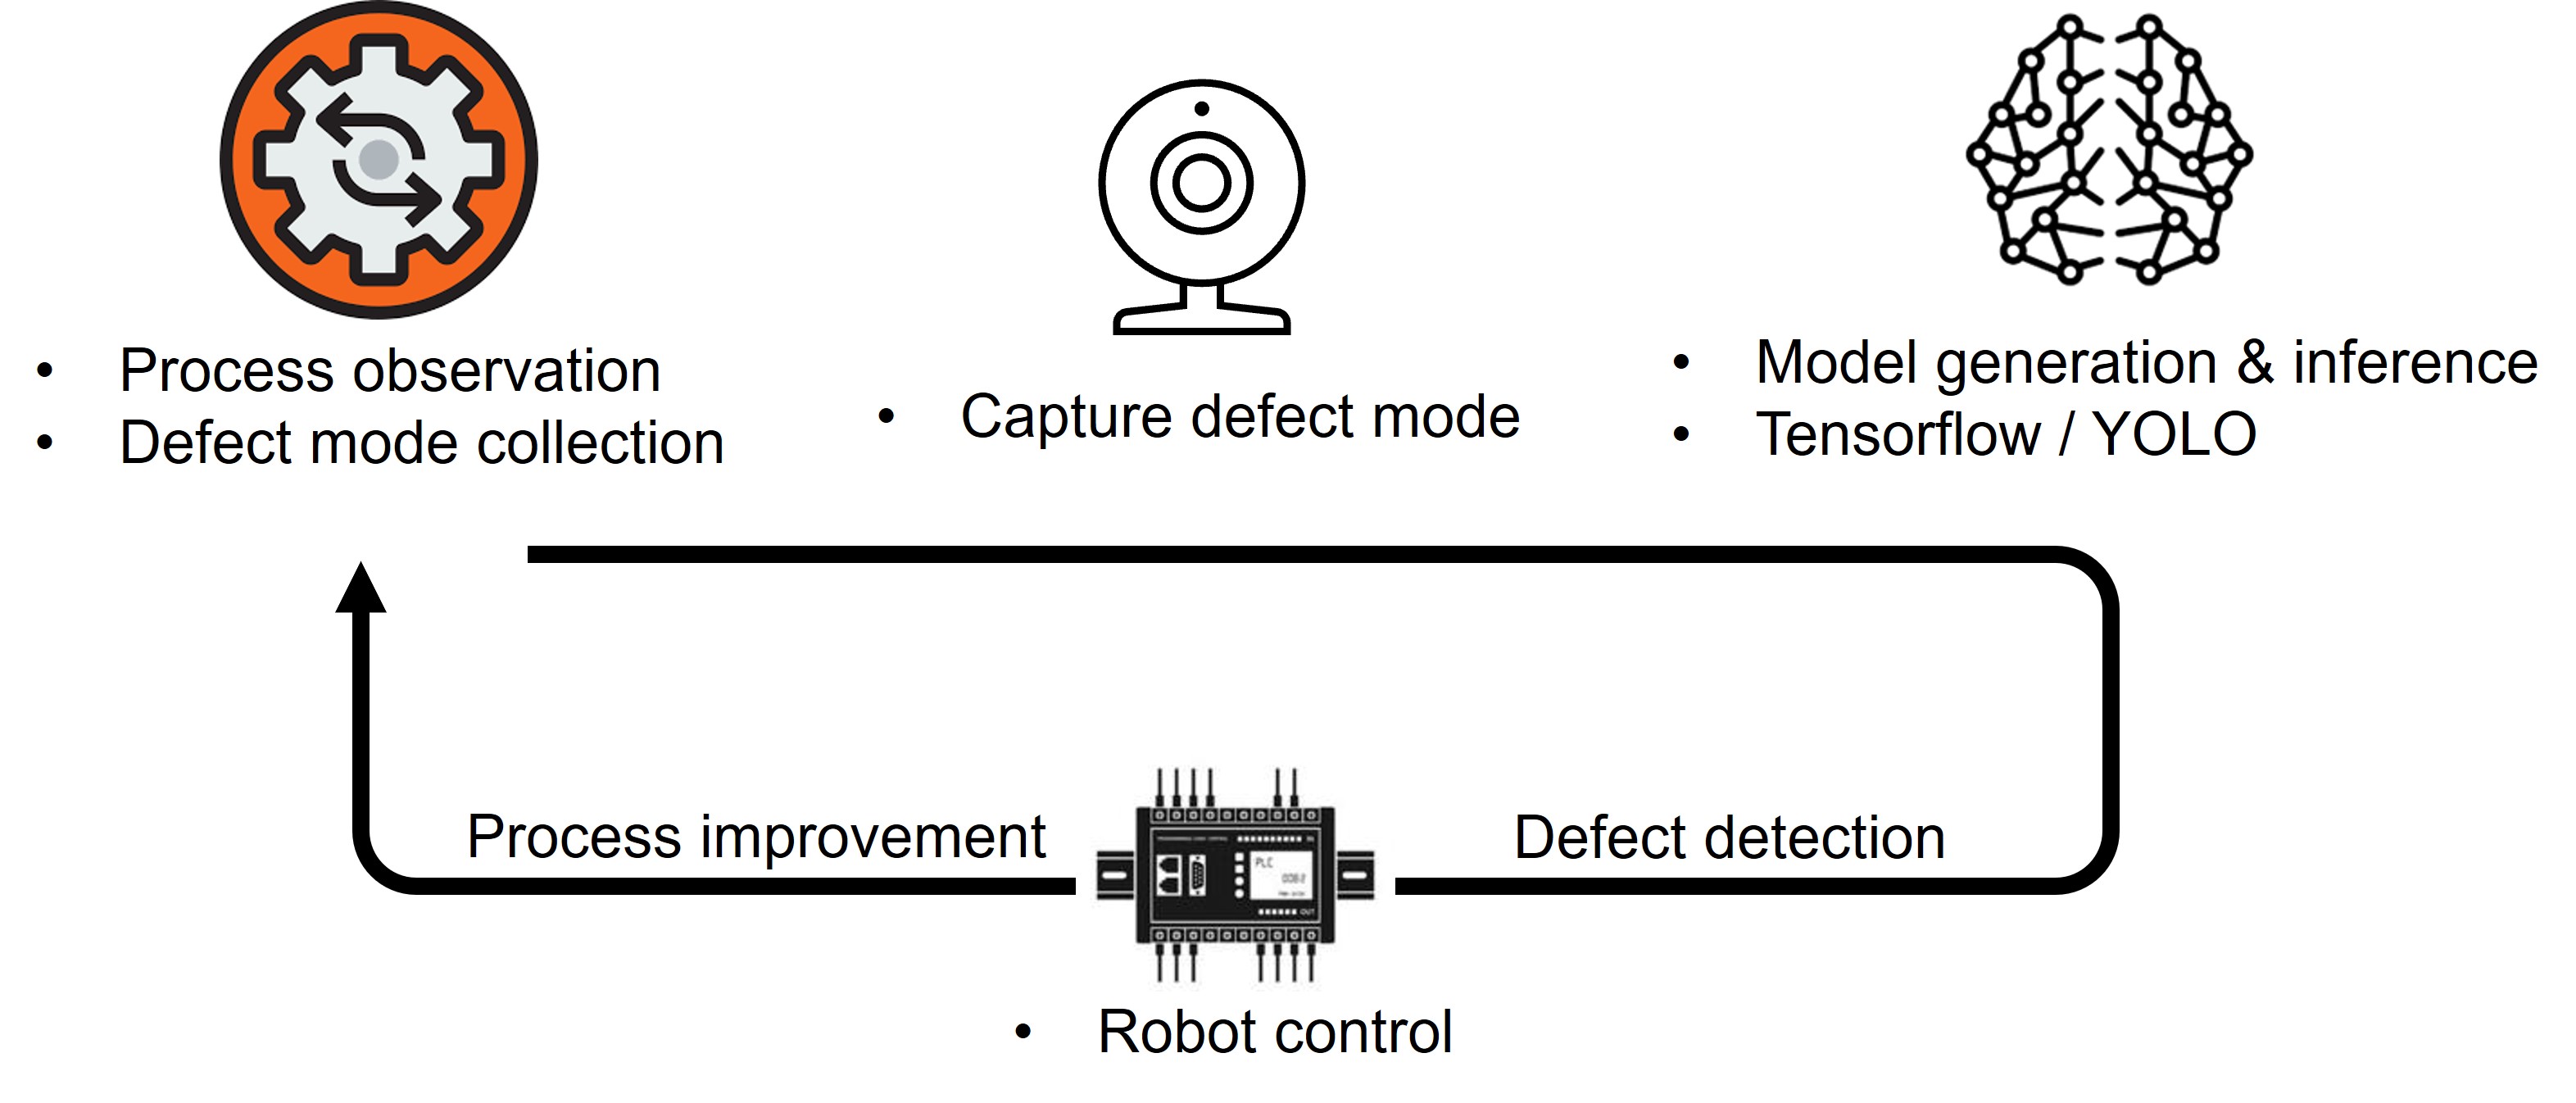 • Process observation
• Defect mode collection
• Capture defect mode
• Model generation & inference
• Tensorflow / YOLO
Process improvement
Defect detection
PLC
OUT
• Robot control